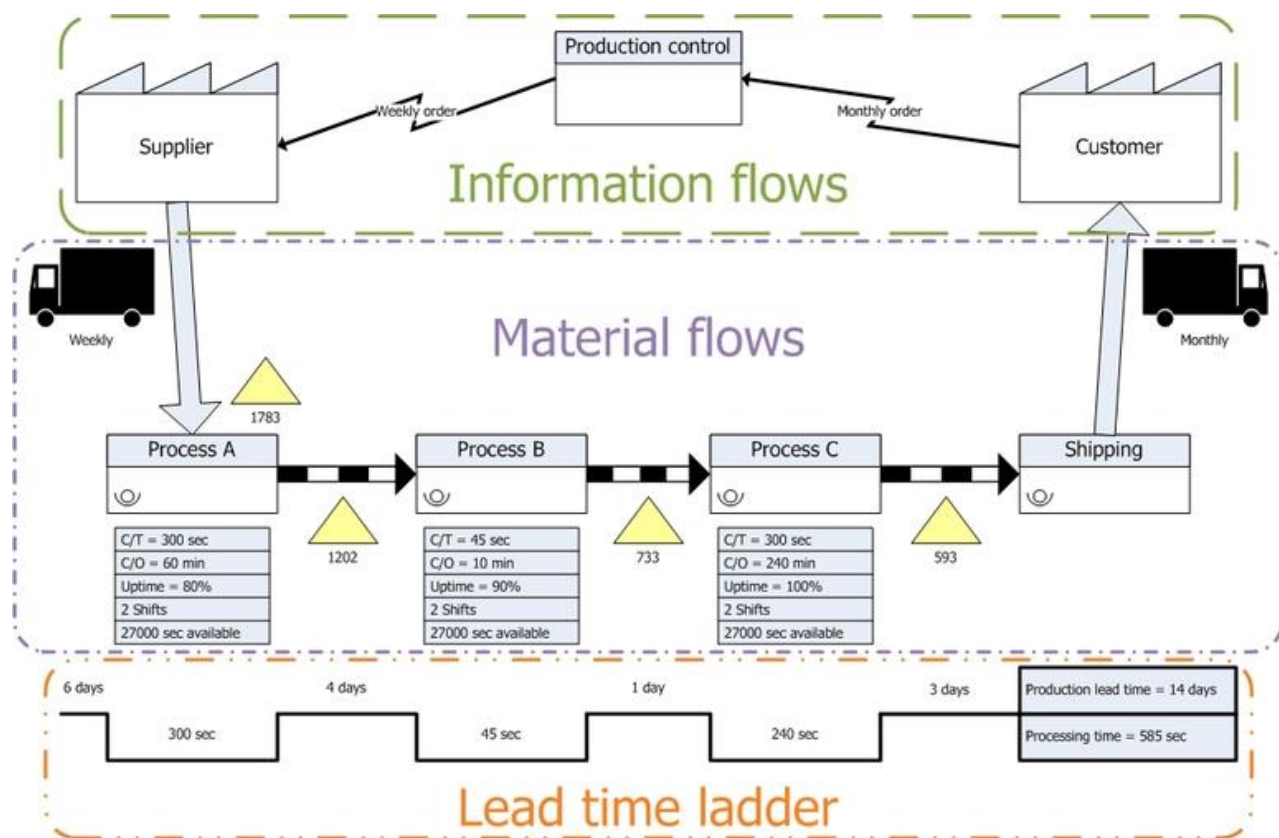 Production control
Weekly order
Monthly order
Supplier
Customer
Information flows
Weekly
Material flows
Monthly
1783
Process A
Process B
Process C
Shipping
1202
733
593
C/T = 300 sec
C/O = 60 min
Uptime = 80%
2 Shifts
27000 sec available
C/T = 45 sec
C/O = 10 min
Uptime = 90%
2 Shifts
27000 sec available
C/T = 300 sec
C/O = 240 min
Uptime = 100%
2 Shifts
27000 sec available
6 days
4 days
1 day
3 days
Production lead time = 14 days
300 sec
45 sec
240 sec
Processing time = 585 sec
Lead time ladder